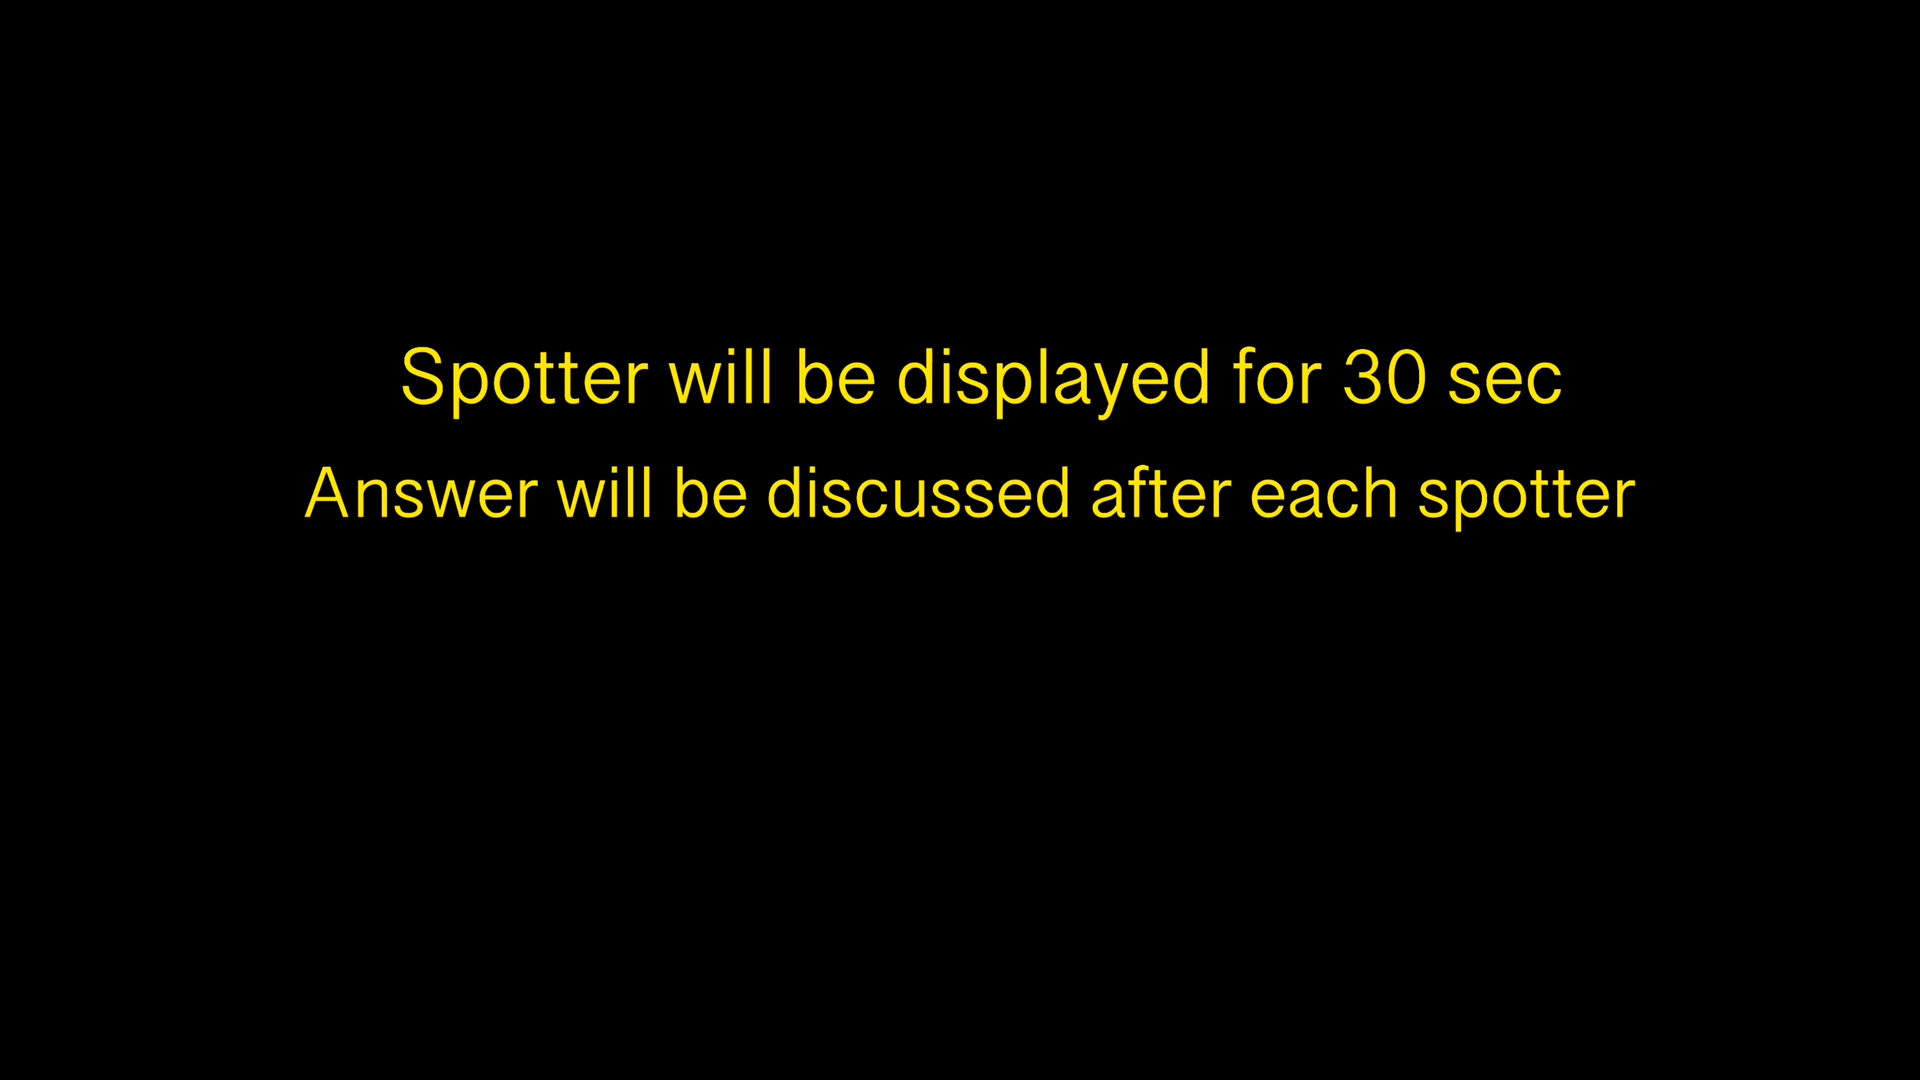 Spotter will be displayed for 30 sec
Answer will be discussed after each spotter